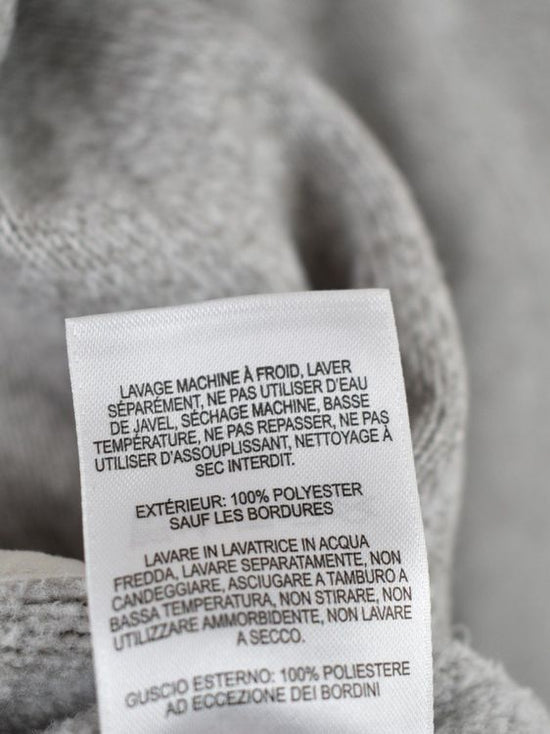 LAVAGE MACHINE À FROID, LAVER
SÉPARÉMENT, NE PAS UTILISER D'EAU
DE JAVEL, SÉCHAGE MACHINE, BASSE
TEMPÉRATURE, NE PAS REPASSER, NE PAS
UTILISER D'ASSOUPLISSANT, NETTOYAGE À
SEC INTERDIT.
EXTÉRIEUR: 100% POLYESTER
SAUF LES BORDURES
LAVARE IN LAVATRICE IN ACQUA
FREDDA, LAVARE SEPARATAMENTE, NON
CANDEGGIARE, ASCIUGARE A TAMBURO A
BASSA TEMPERATURA, NON STIRARE, NON
UTILIZZARE AMMORBIDENTE, NON LAVARE
A SECCO.
GUSCIO ESTERNO: 100% POLIESTERE
AD ECCEZIONE DEI BORDINI